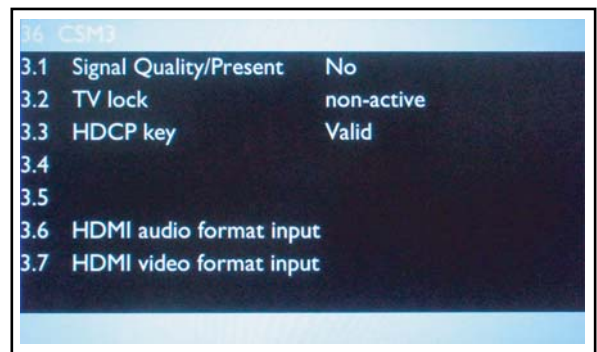 36 CSM3
3.1 Signal Quality/Present No
3.2 TV lock non-active
3.3 HDCP key Valid
3.4
3.5
3.6 HDMI audio format input
3.7 HDMI video format input